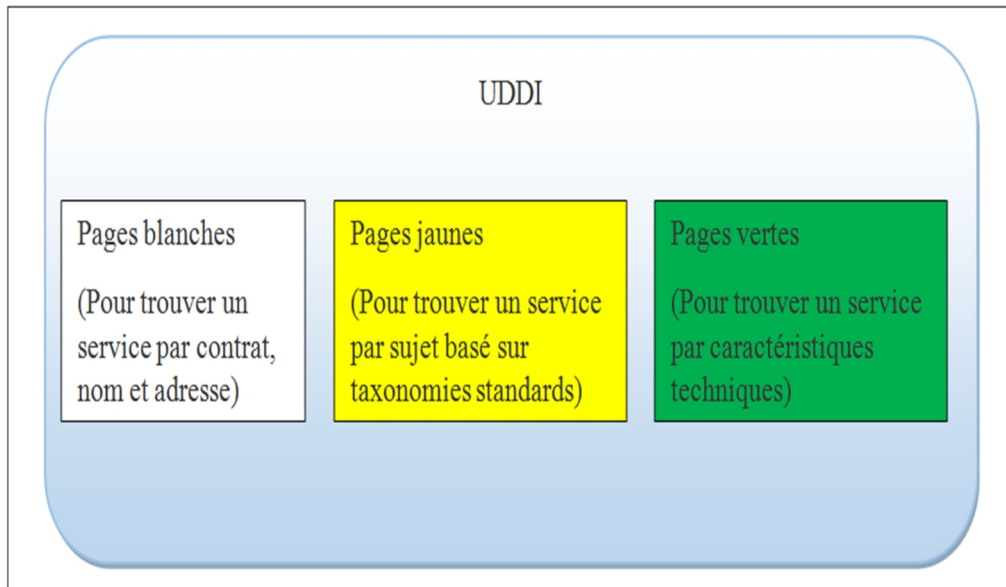 UDDI
Pages blanches
(Pour trouver un
service par contrat,
nom et adresse)
Pages jaunes
(Pour trouver un service
par sujet basé sur
taxonomies standards)
Pages vertes
(Pour trouver un service
par caractéristiques
techniques)